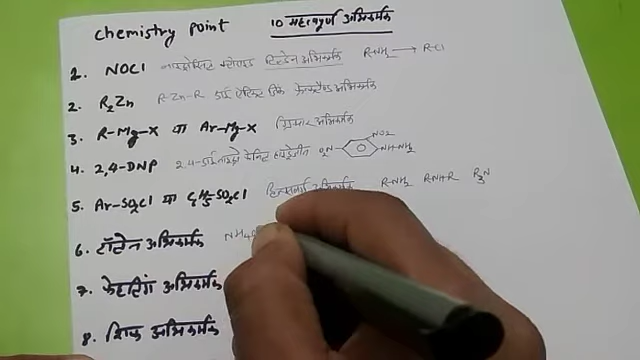 Chemistry point 10 महत्वपूर्ण अभिकर्मक
1. NOCl नाइट्रोसिल क्लोराइड टिल्डेन अभिकर्मक R-NH2 → R-Cl
2. R2Zn R-Zn-R डाई एल्किल जिंक फ्रैंकलैण्ड अभिकर्मक
3. R-Mg-X या Ar-Mg-X ग्रिगनार अभिकर्मक
4. 2,4-DNP 2,4-डाई नाइट्रो फेनिल हाइड्रेजीन O2N NO2 NH-NH2
5. Ar-SO2Cl या C6H5-SO2Cl हिन्सबर्ग अभिकर्मक R-NH2 R-NH-R R3N
6. टॉलेन अभिकर्मक NH4
7. फेहलिंग अभिकर्मक
8. शिफ अभिकर्मक